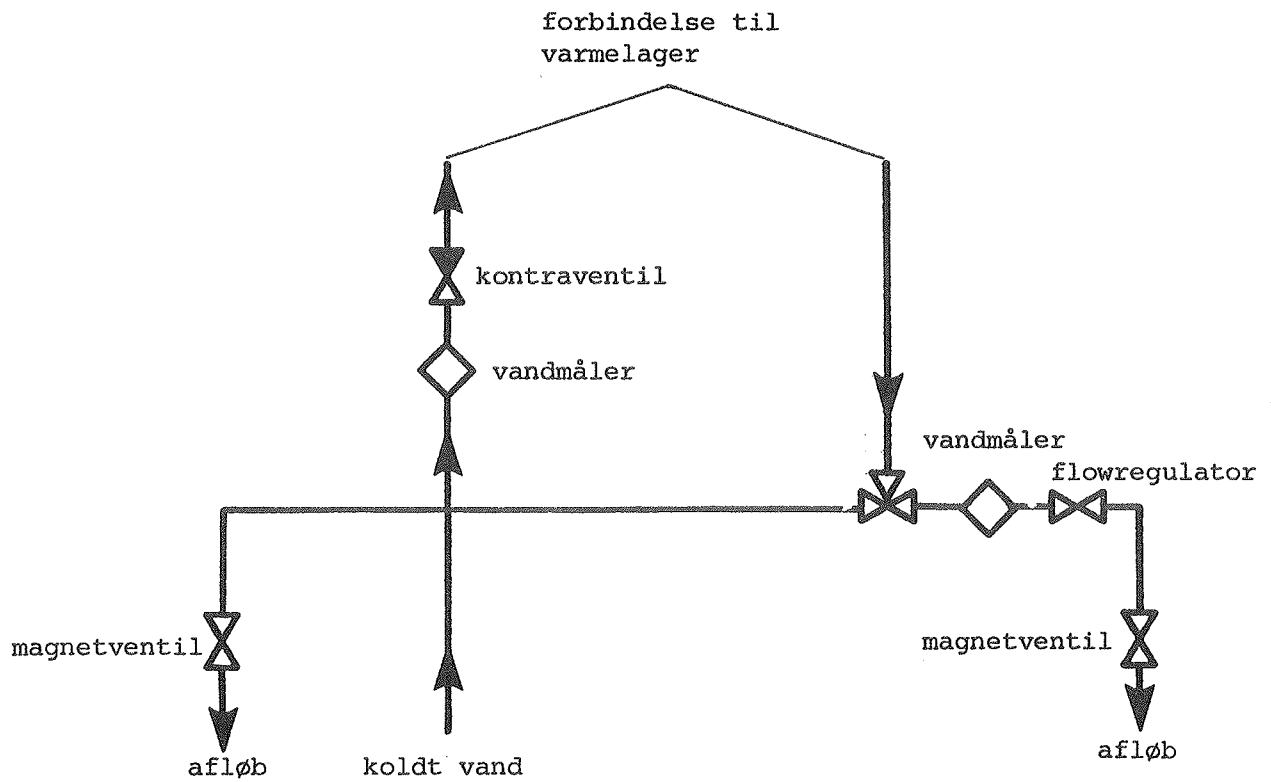 forbindelse til
varmelager
kontraventil
vandmåler
vandmåler
flowregulator
magnetventil
magnetventil
afløb
koldt vand
afløb